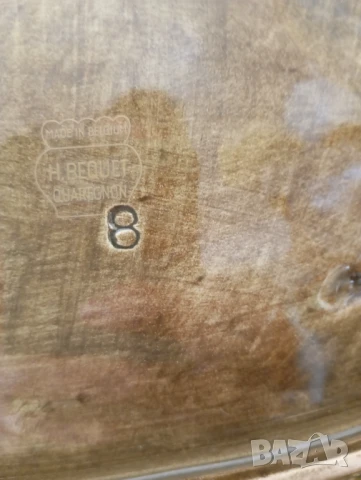 MADE IN BELGIUM
H. BEQUET
QUAREGNON
8
BAZAR